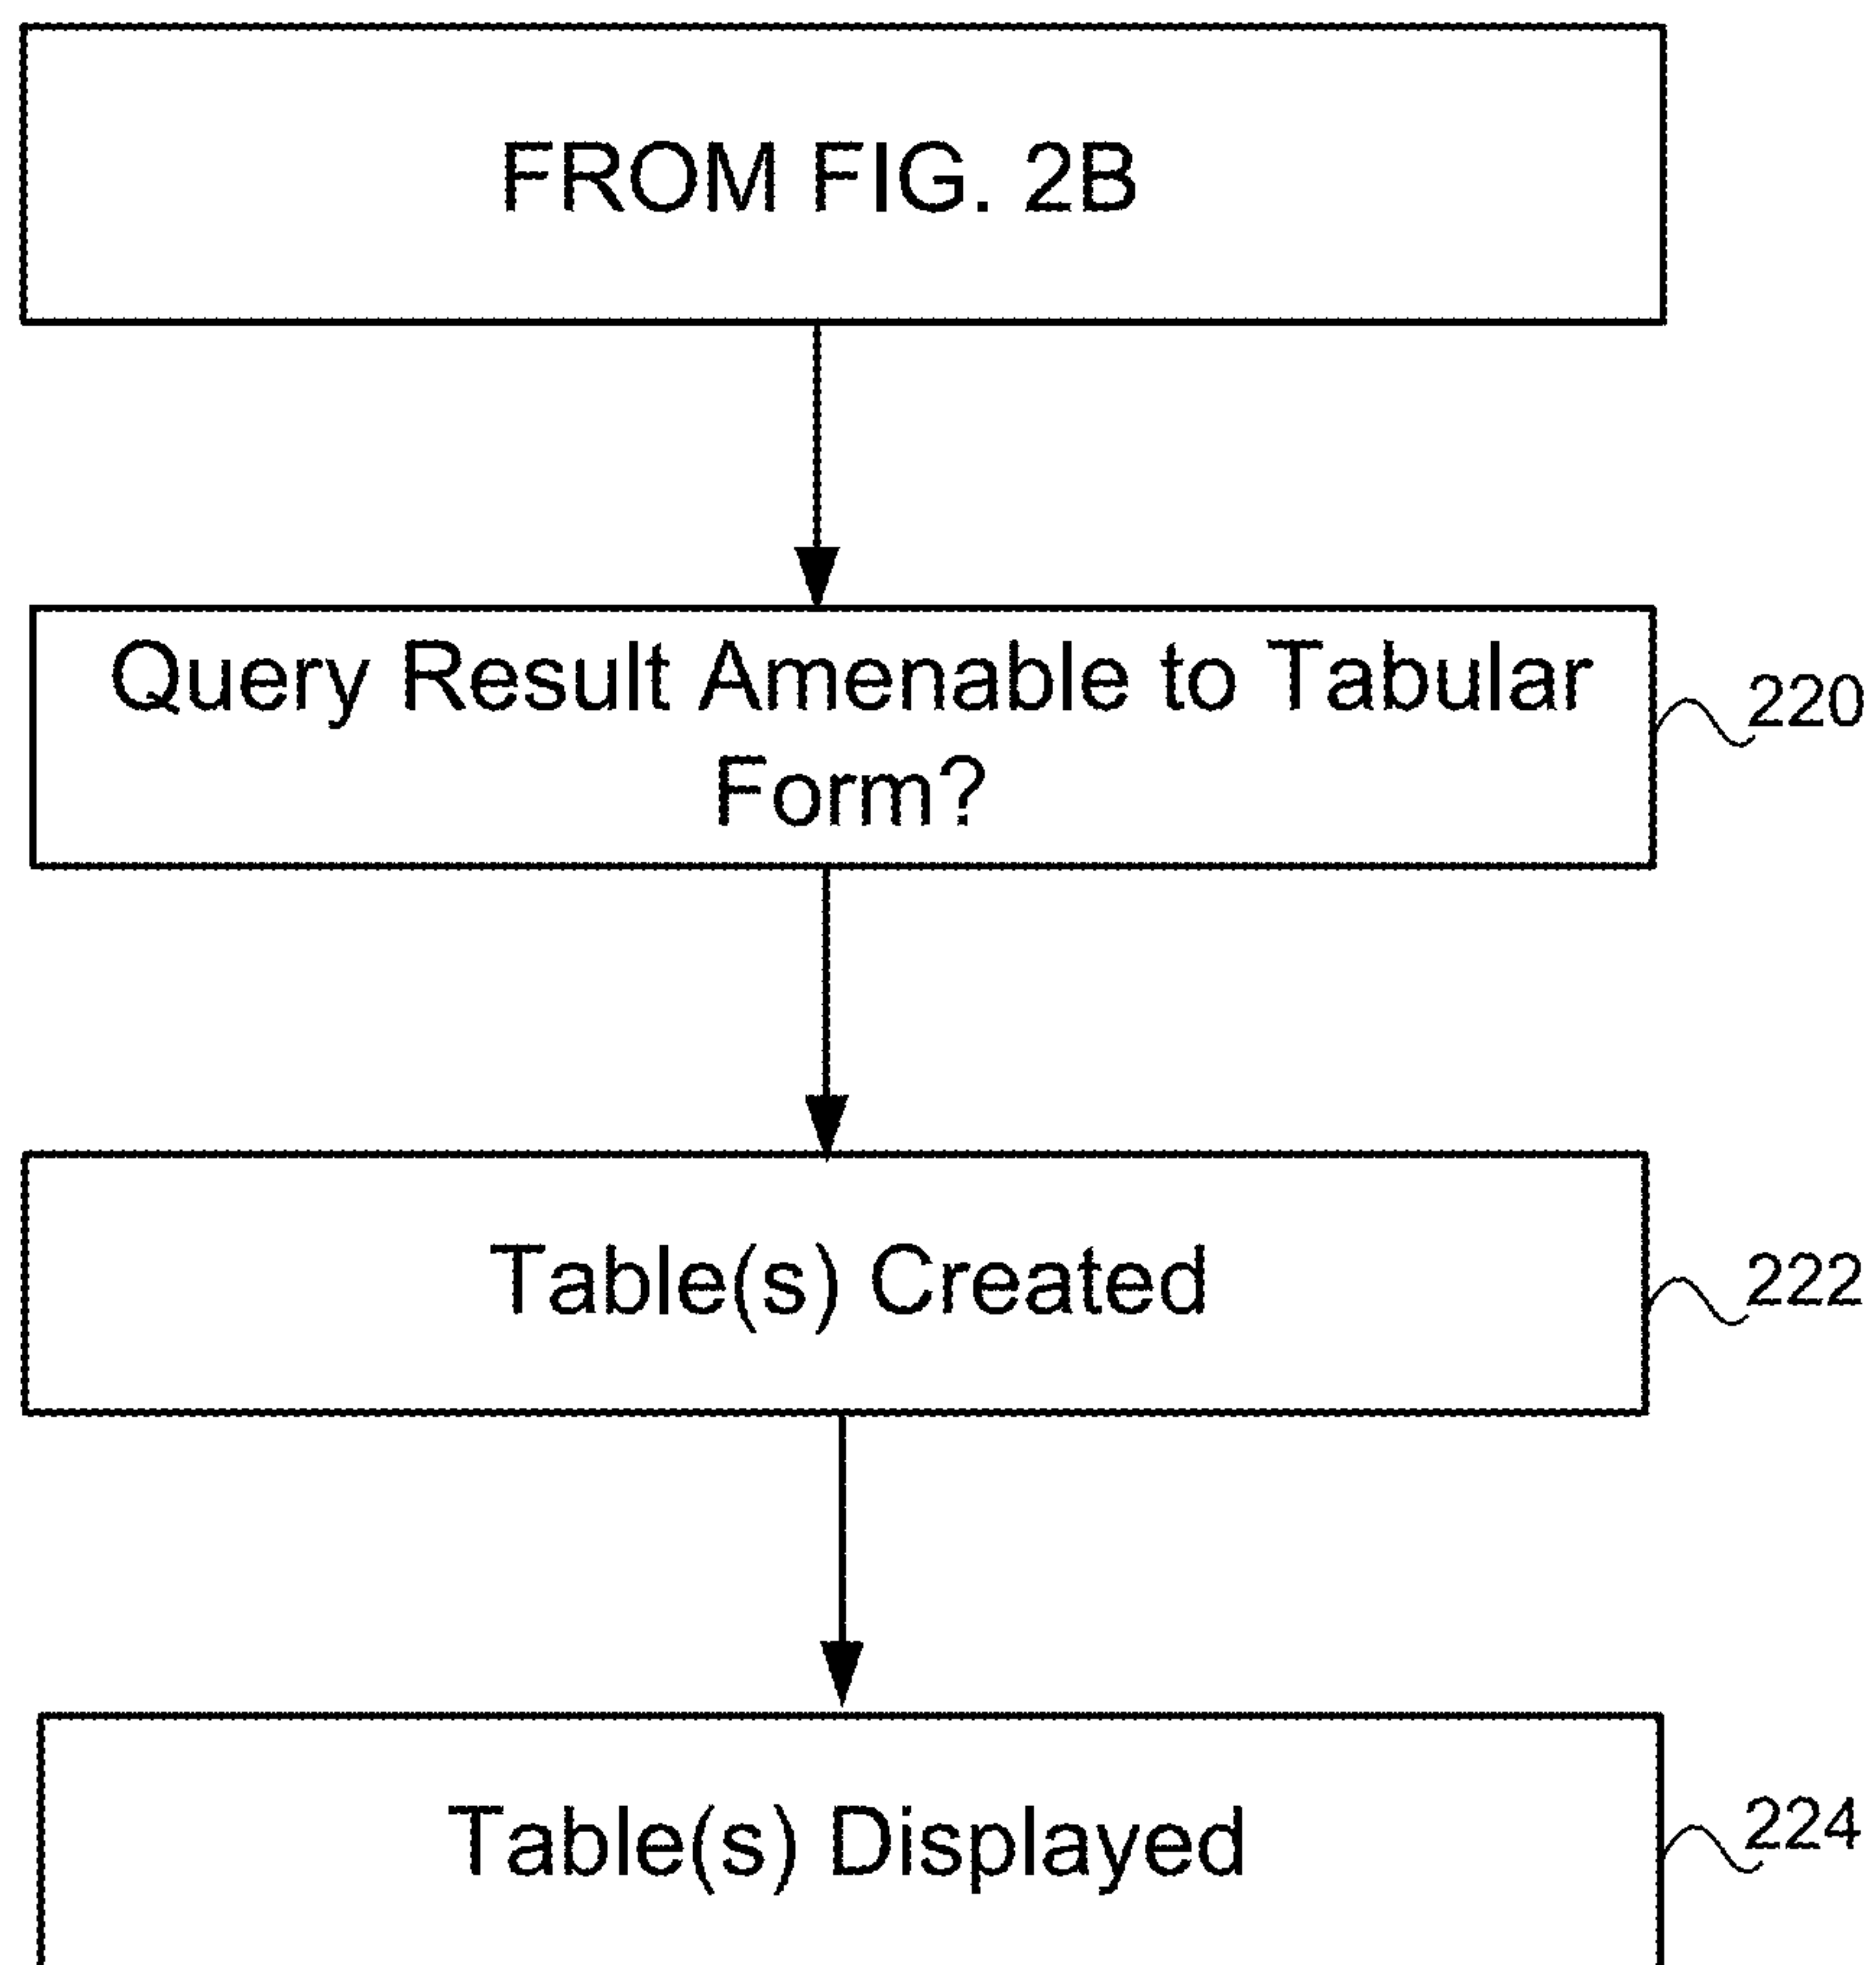 FROM FIG. 2B
Query Result Amenable to Tabular
Form?
220
Table(s) Created
222
Table(s) Displayed
224